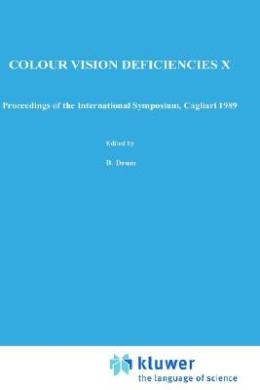 COLOUR VISION DEFICIENCIES X
Proceedings of the International Symposium, Cagliari 1989
Edited by
B. Drum
kluwer
the language of science